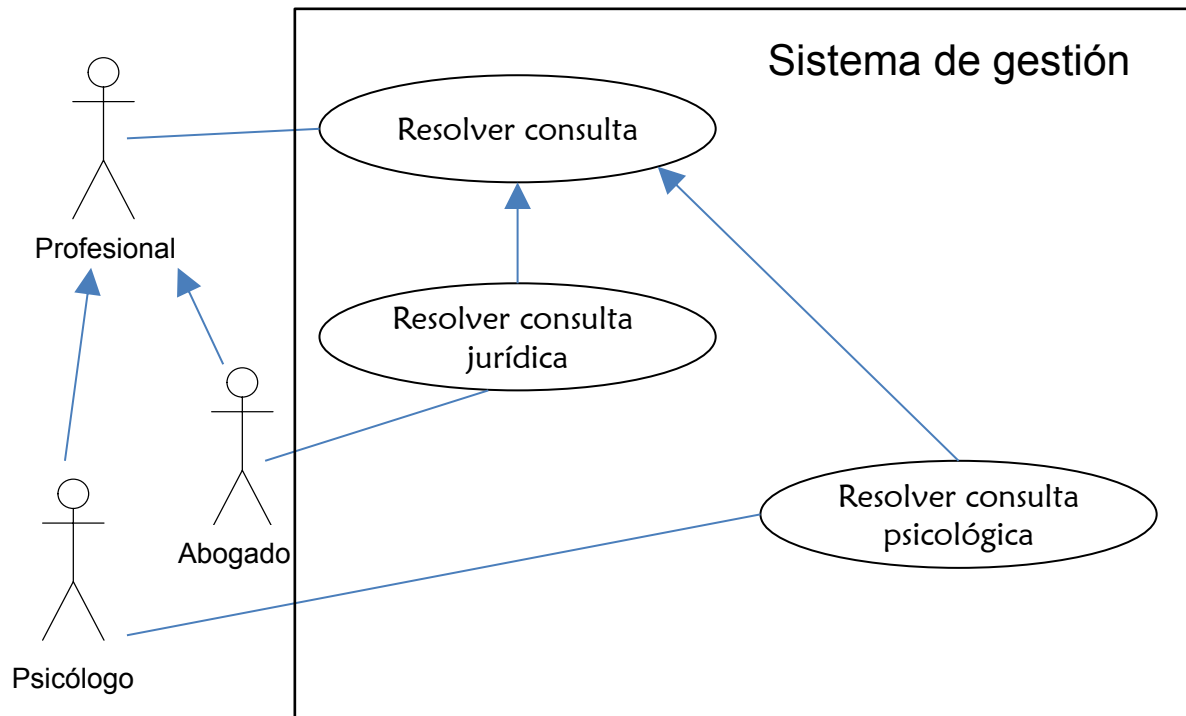 Sistema de gestión
Resolver consulta
Profesional
Resolver consulta
jurídica
Abogado
Resolver consulta
psicológica
Psicólogo